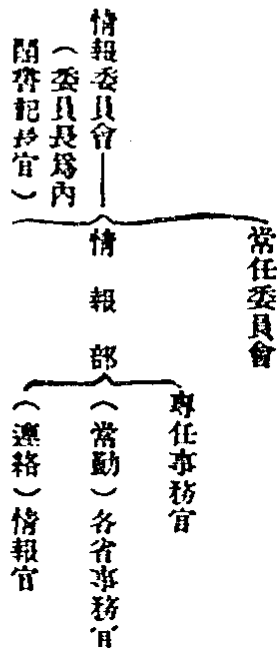 常任委員會
情報委員會
（委員長爲內
閣書記長官）
情報部
專任事務官
（常勤）各省事務官
（連絡）情報官